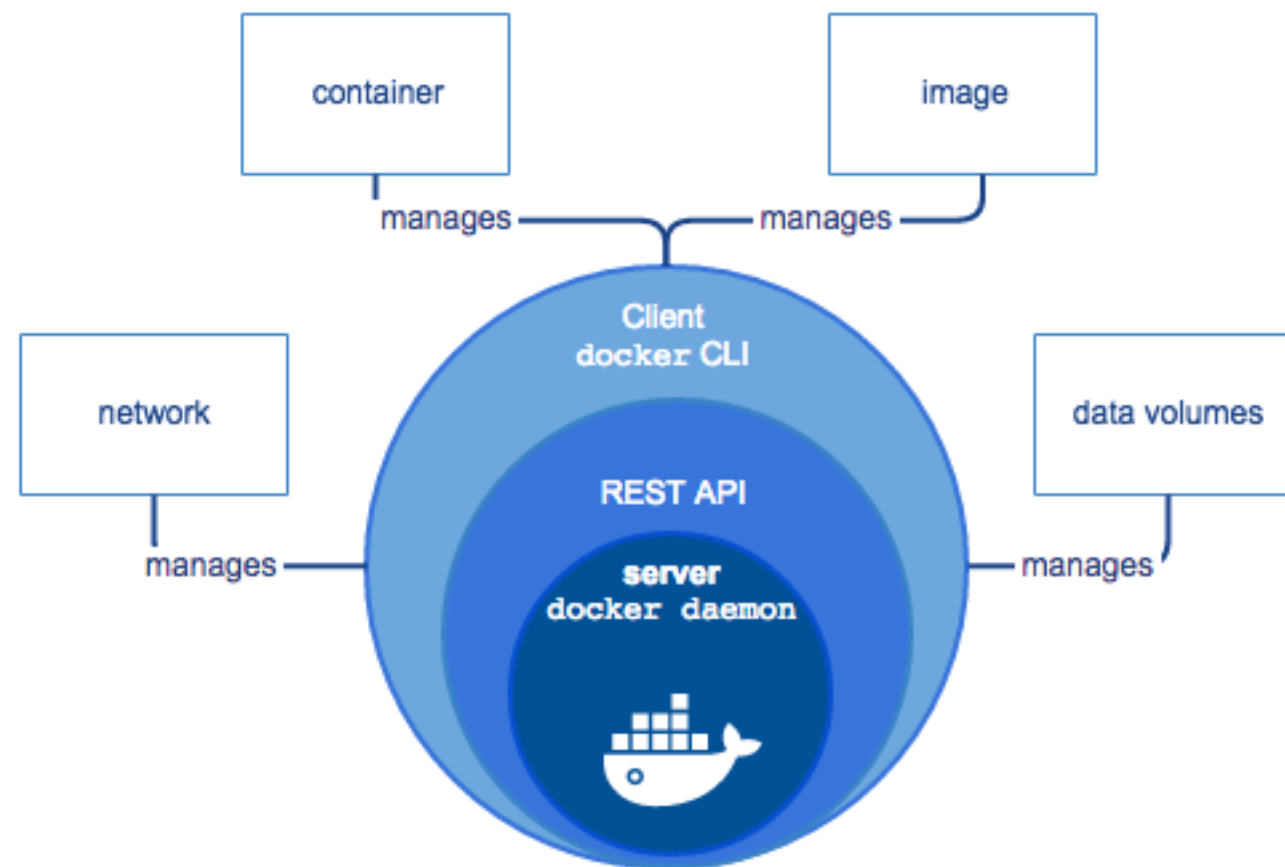 container
image
manages
manages
Client
docker CLI
network
data volumes
REST API
manages
manages
server
docker daemon